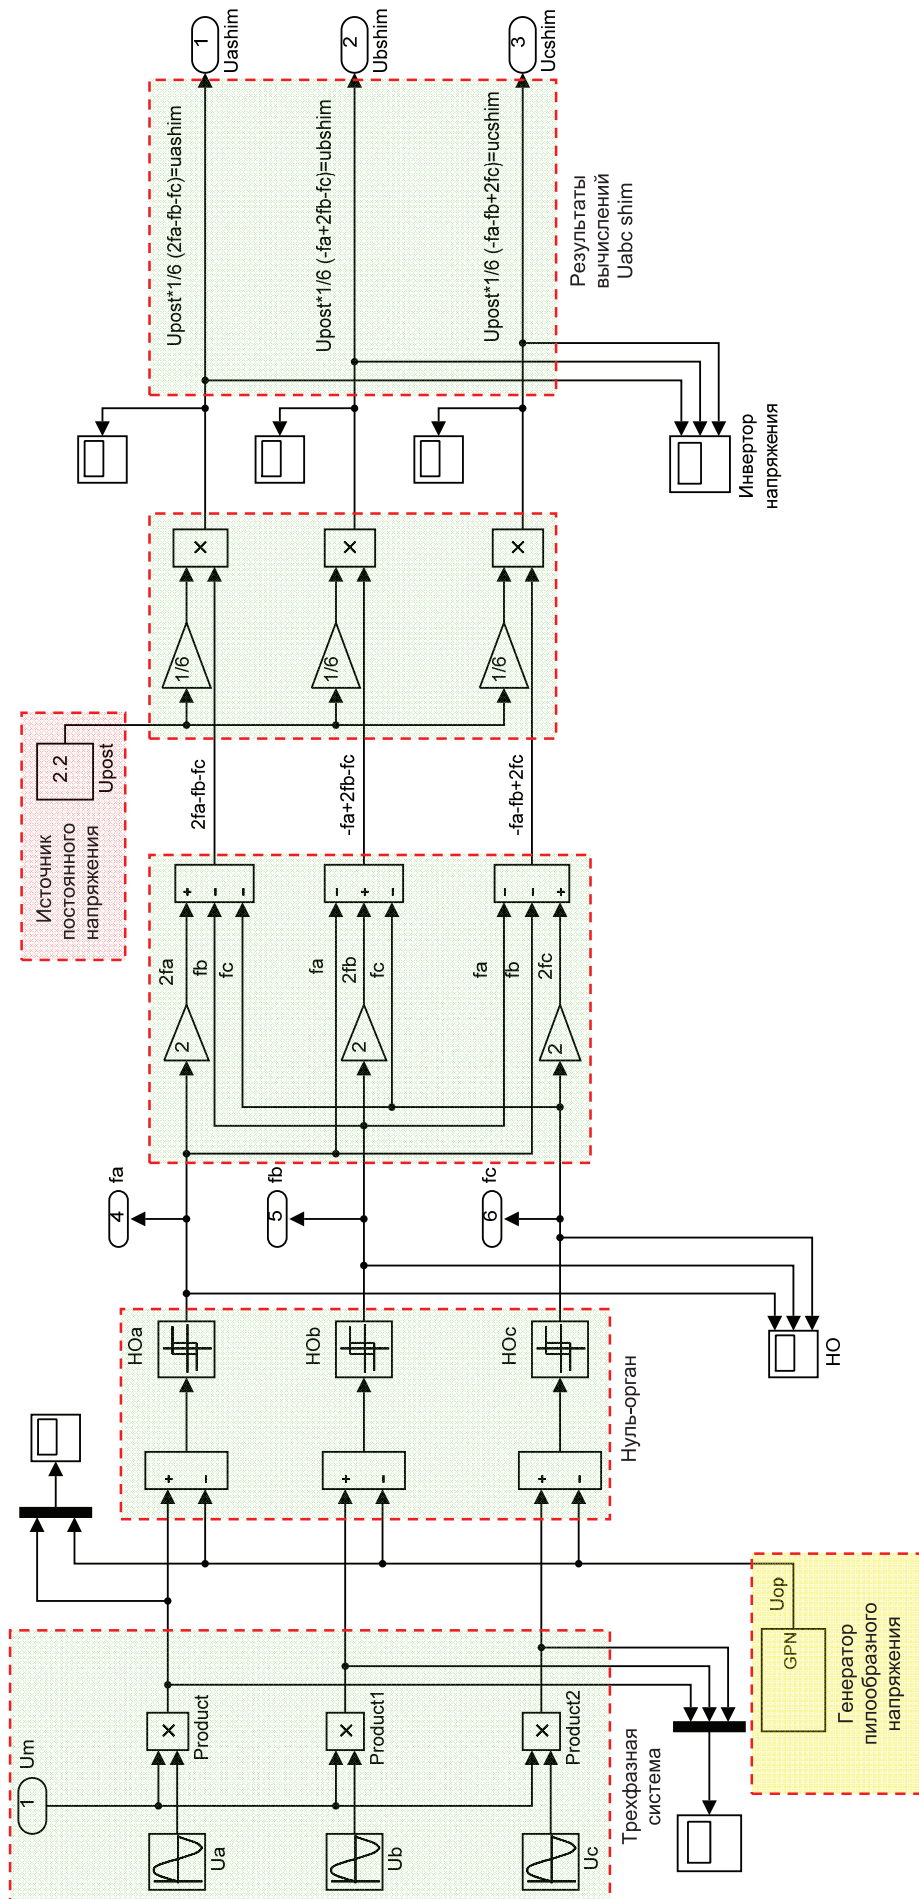 Ua
Ub
Uc
1
Um
×
Product
×
Product1
×
Product2
Трехфазная
система
GPN
Uop
Генератор
пилообразного
напряжения
+
-
+
-
+
-
HOa
HOb
HOc
Нуль-орган
HO
4
fa
5
fb
6
fc
2
2
2
2fa
fb
fc
fa
2fb
fc
fa
fb
2fc
+
-
-
-
+
-
-
-
+
2fa-fb-fc
-fa+2fb-fc
-fa-fb+2fc
Источник
постоянного
напряжения
2.2
Upost
1/6
1/6
1/6
×
×
×
Инвертор
напряжения
Upost*1/6 (2fa-fb-fc)=uashim
Upost*1/6 (-fa+2fb-fc)=ubshim
Upost*1/6 (-fa-fb+2fc)=ucshim
Результаты
вычислений
Uabc shim
1
Uashim
2
Ubshim
3
Ucshim